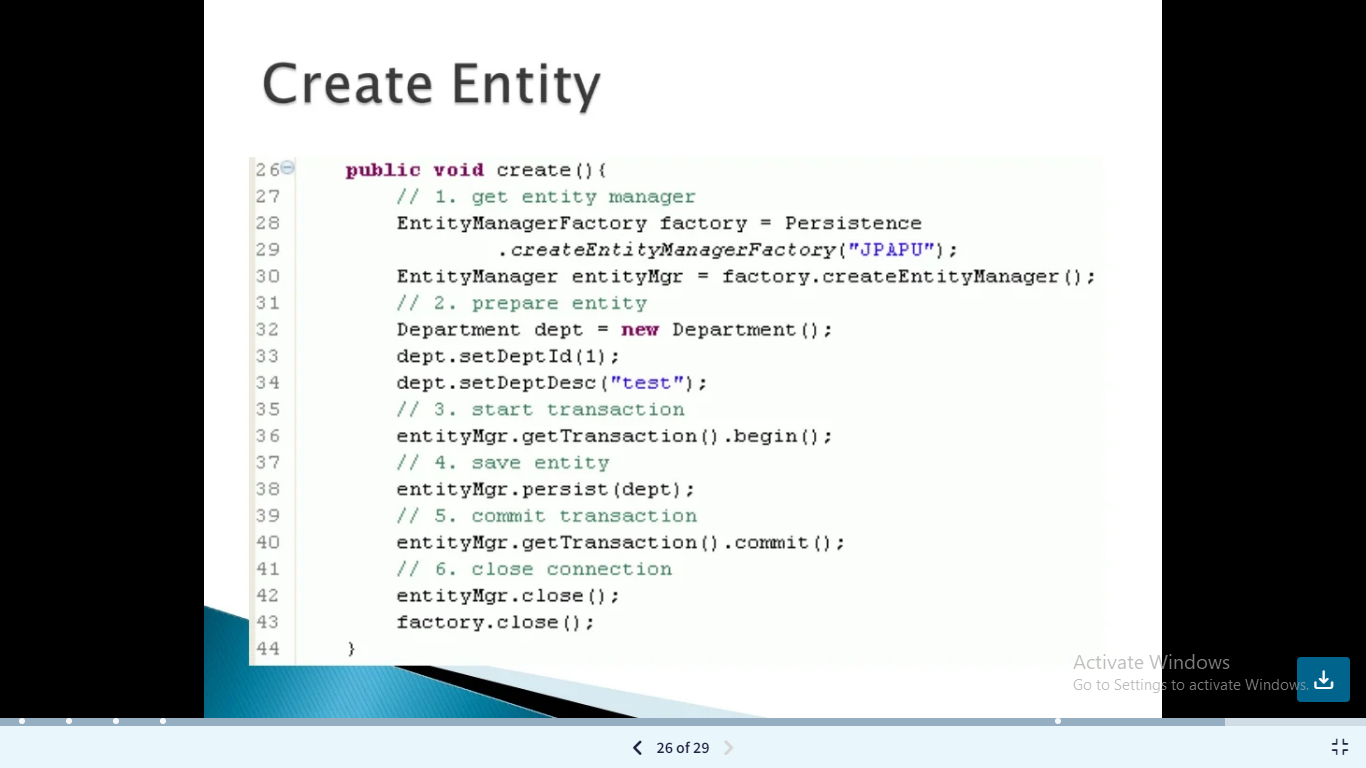 Create Entity
26 public void create(){
27 // 1. get entity manager
28 EntityManagerFactory factory = Persistence
29 .createEntityManagerFactory("JPAPU");
30 EntityManager entityMgr = factory.createEntityManager();
31 // 2. prepare entity
32 Department dept = new Department();
33 dept.setDeptId(1);
34 dept.setDeptDesc("test");
35 // 3. start transaction
36 entityMgr.getTransaction().begin();
37 // 4. save entity
38 entityMgr.persist(dept);
39 // 5. commit transaction
40 entityMgr.getTransaction().commit();
41 // 6. close connection
42 entityMgr.close();
43 factory.close();
44 }
Activate Windows
Go to Settings to activate Windows.
26 of 29